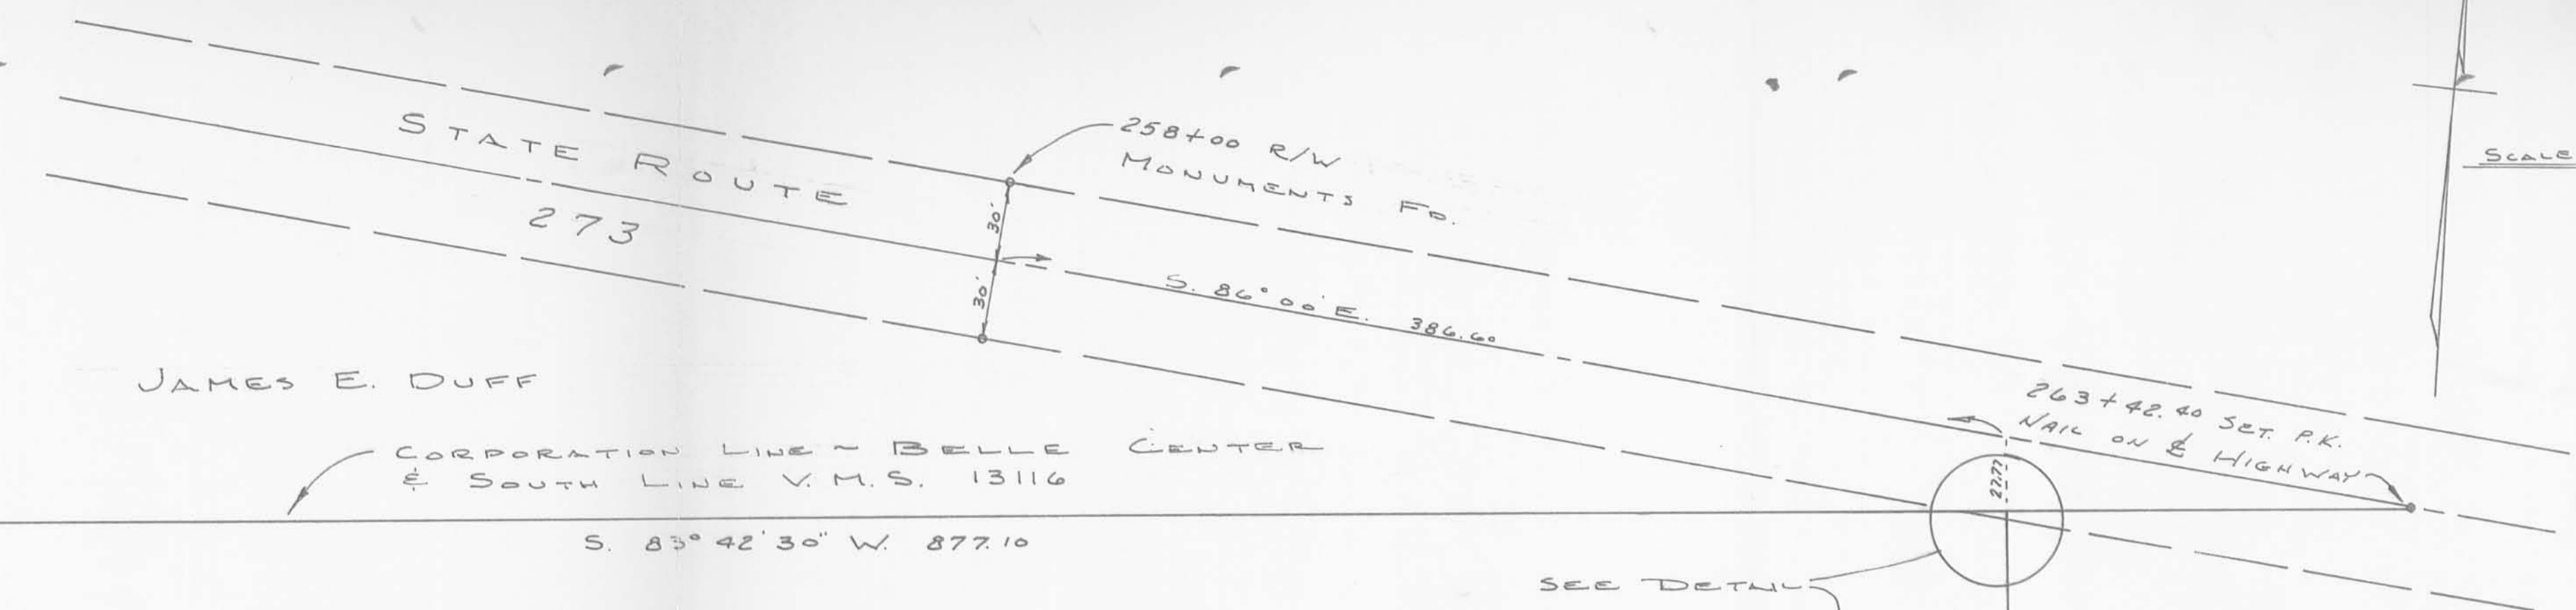 STATE ROUTE
273
258+00 R/W
MONUMENTS FD.
30'
30'
SCALE
S. 86° 00' E. 386.60
JAMES E. DUFF
263+42.40 SET. P.K.
NAIL ON ℄ HIGHWAY
CORPORATION LINE ~ BELLE CENTER
& SOUTH LINE V.M.S. 13116
27.77
S. 83° 42' 30" W. 877.10
SEE DETAIL